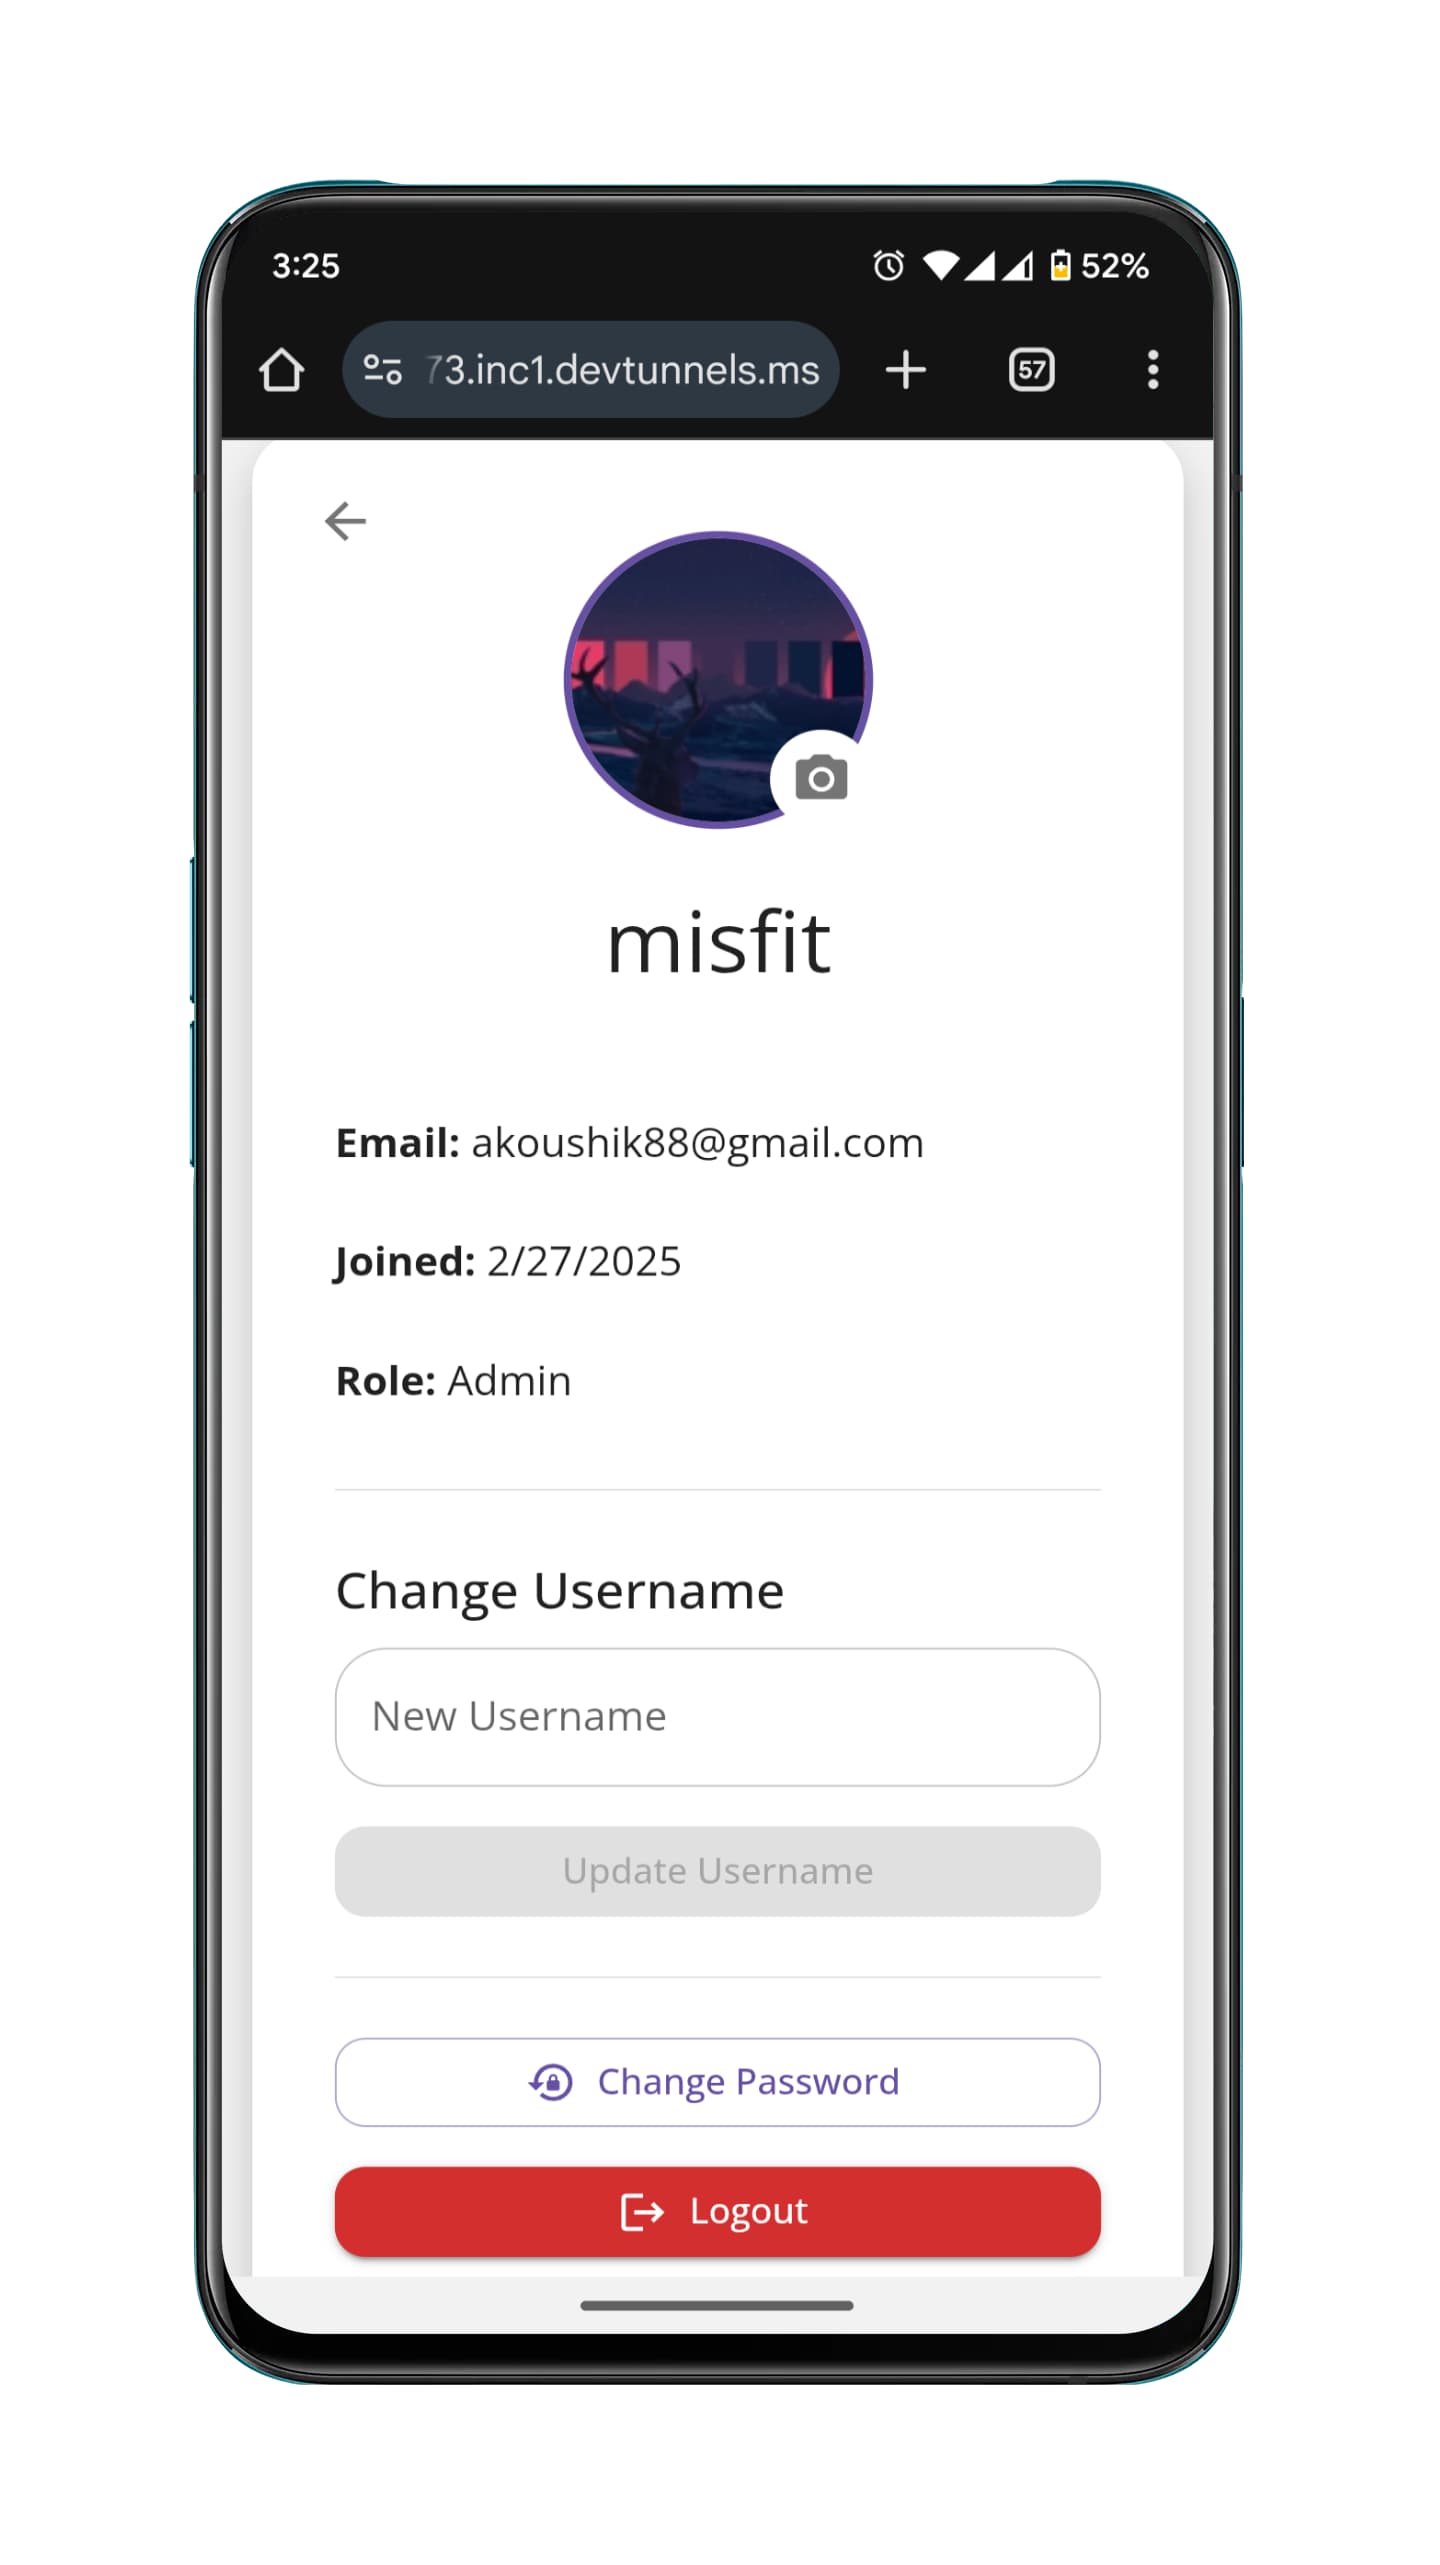 3:25 52%
73.inc1.devtunnels.ms 57
misfit
Email: akoushik88@gmail.com
Joined: 2/27/2025
Role: Admin
Change Username
New Username
Update Username
Change Password
Logout